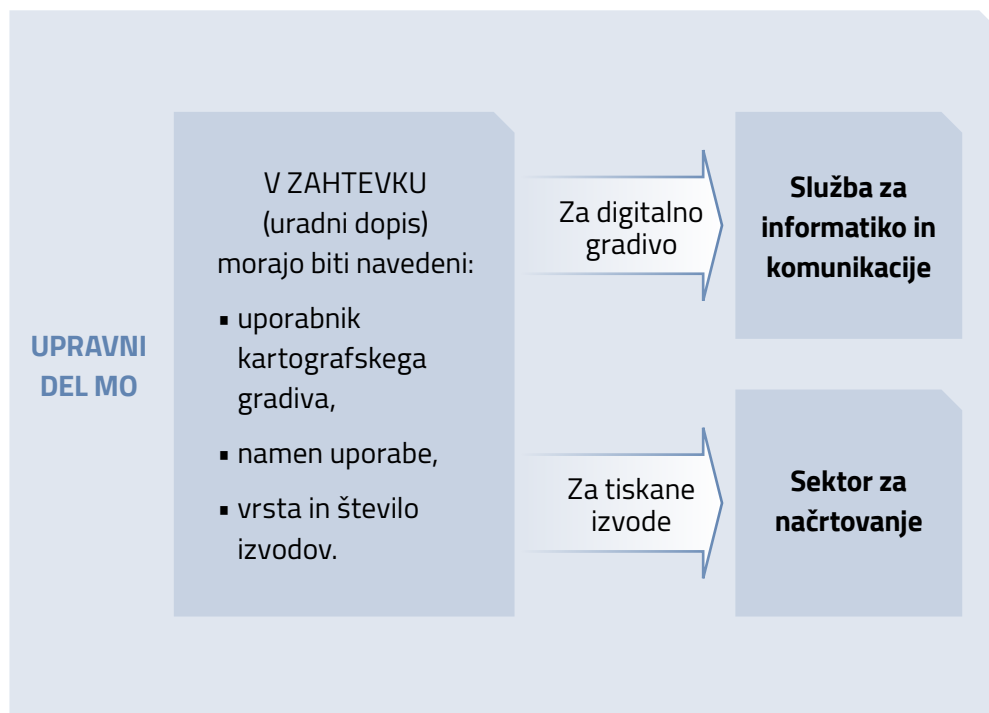 UPRAVNI
DEL MO
V ZAHTEVKU
(uradni dopis)
morajo biti navedeni:
▪ uporabnik
kartografskega
gradiva,
▪ namen uporabe,
▪ vrsta in število
izvodov.
Za digitalno
gradivo
Služba za
informatiko in
komunikacije
Za tiskane
izvode
Sektor za
načrtovanje